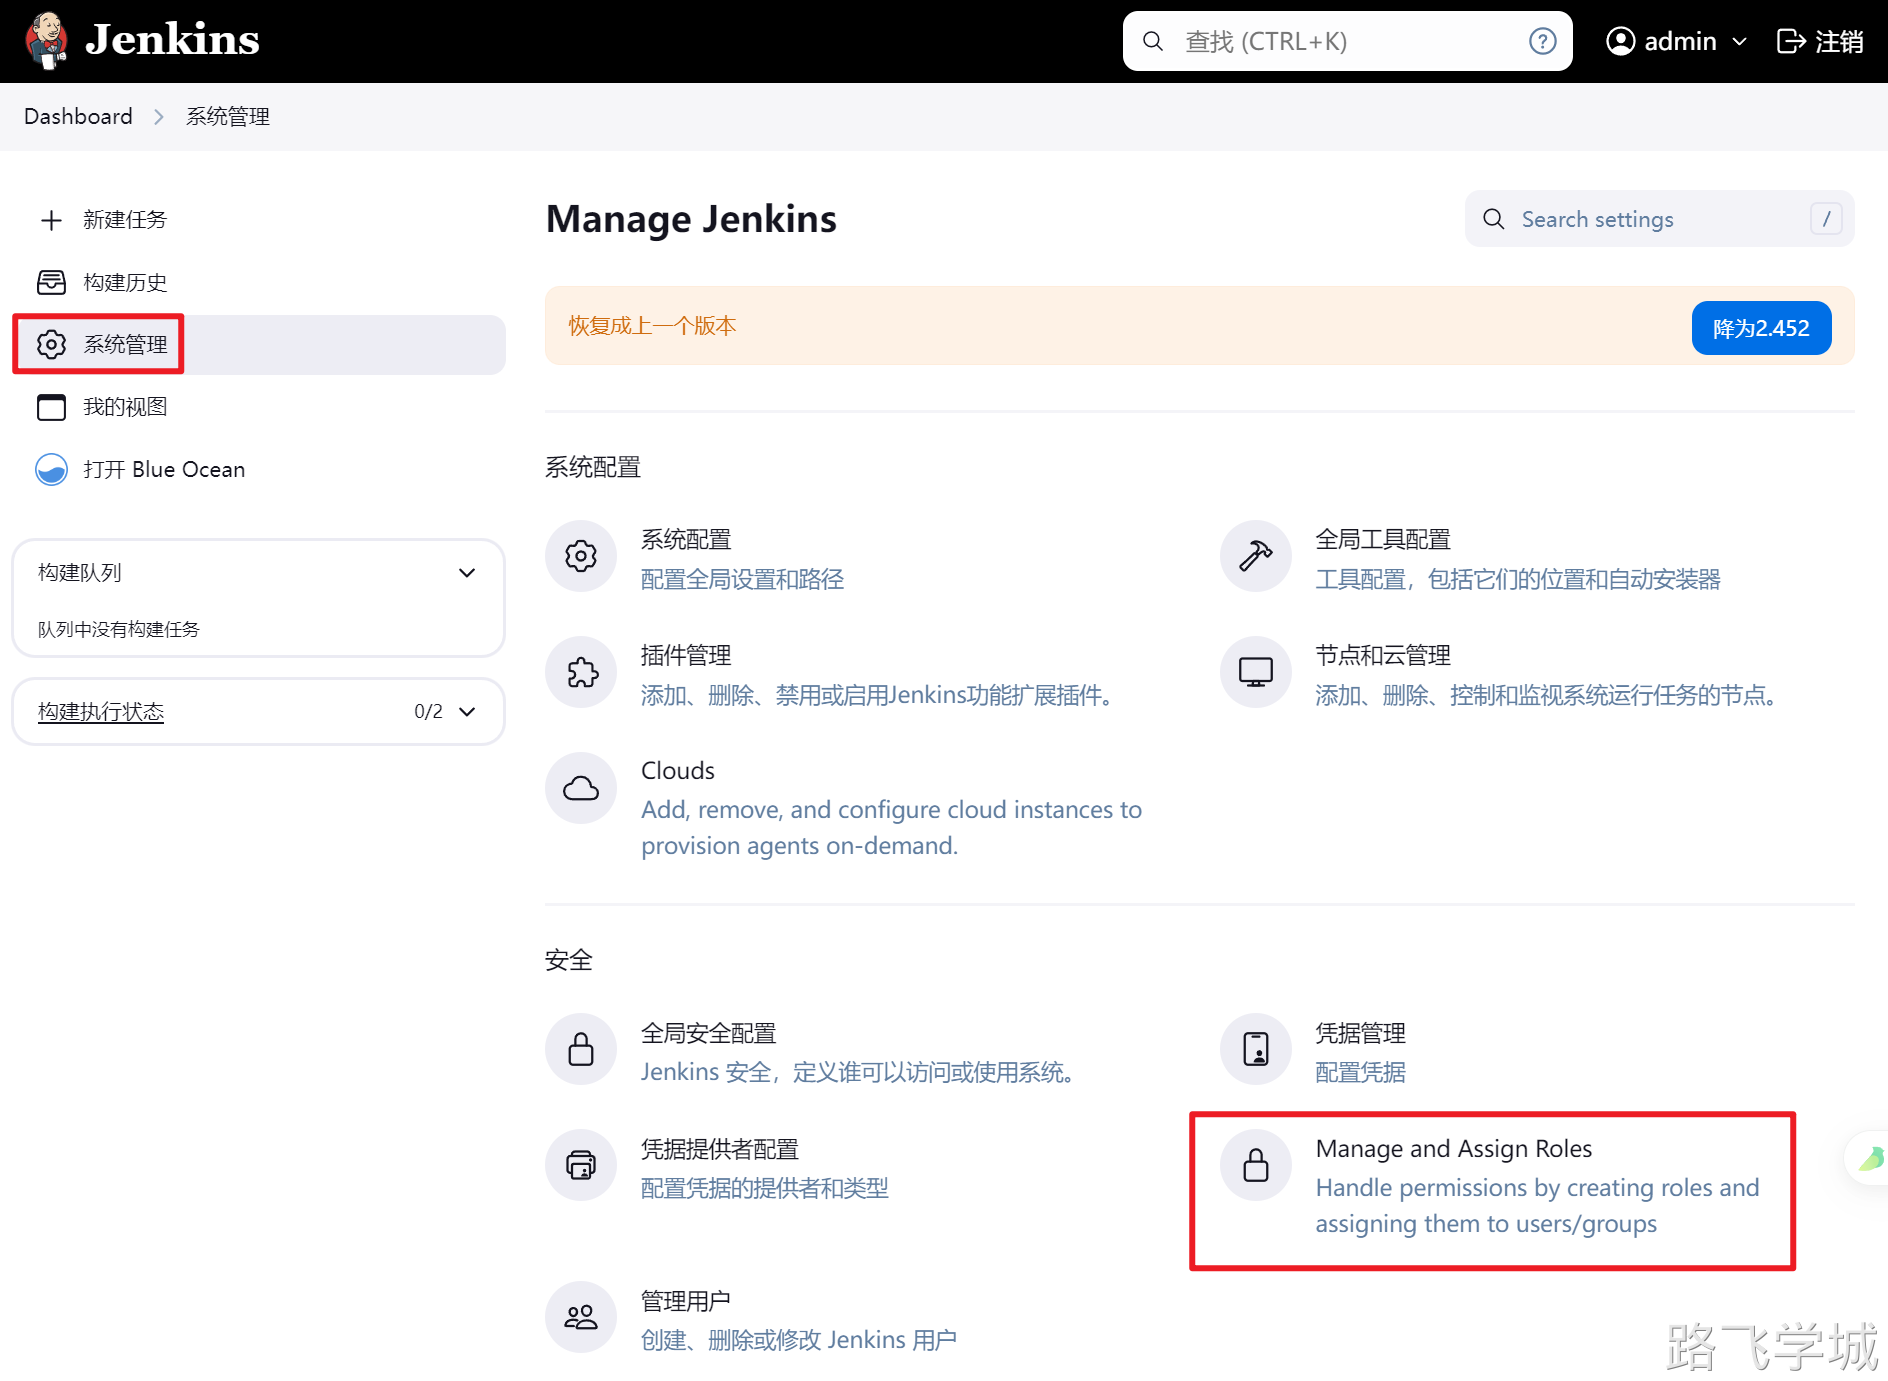 Jenkins
查找 (CTRL+K)
admin
注销
Dashboard
系统管理
新建任务
构建历史
系统管理
我的视图
打开 Blue Ocean
构建队列
队列中没有构建任务
构建执行状态
0/2
Manage Jenkins
Search settings
/
恢复成上一个版本
降为2.452
系统配置
系统配置
配置全局设置和路径
全局工具配置
工具配置，包括它们的位置和自动安装器
插件管理
添加、删除、禁用或启用Jenkins功能扩展插件。
节点和云管理
添加、删除、控制和监视系统运行任务的节点。
Clouds
Add, remove, and configure cloud instances to
provision agents on-demand.
安全
全局安全配置
Jenkins 安全，定义谁可以访问或使用系统。
凭据管理
配置凭据
凭据提供者配置
配置凭据的提供者和类型
Manage and Assign Roles
Handle permissions by creating roles and
assigning them to users/groups
管理用户
创建、删除或修改 Jenkins 用户
路飞学城